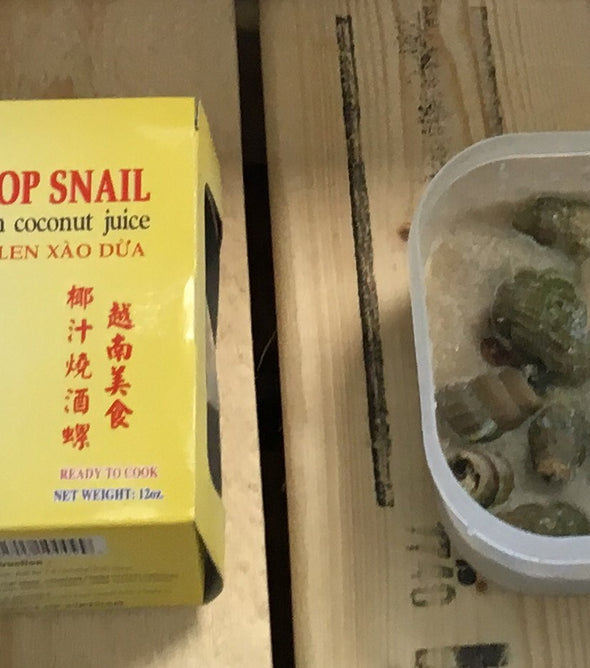 OP SNAIL
coconut juice
LEN XÀO DỪA
越南美食
椰汁燒酒螺
READY TO COOK
NET WEIGHT: 12oz.